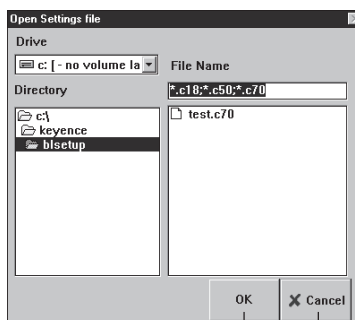 Open Settings file
Drive
c: [ - no volume la
File Name
Directory
*.c18;*.c50;*.c70
c:\
keyence
blsetup
test.c70
OK
Cancel